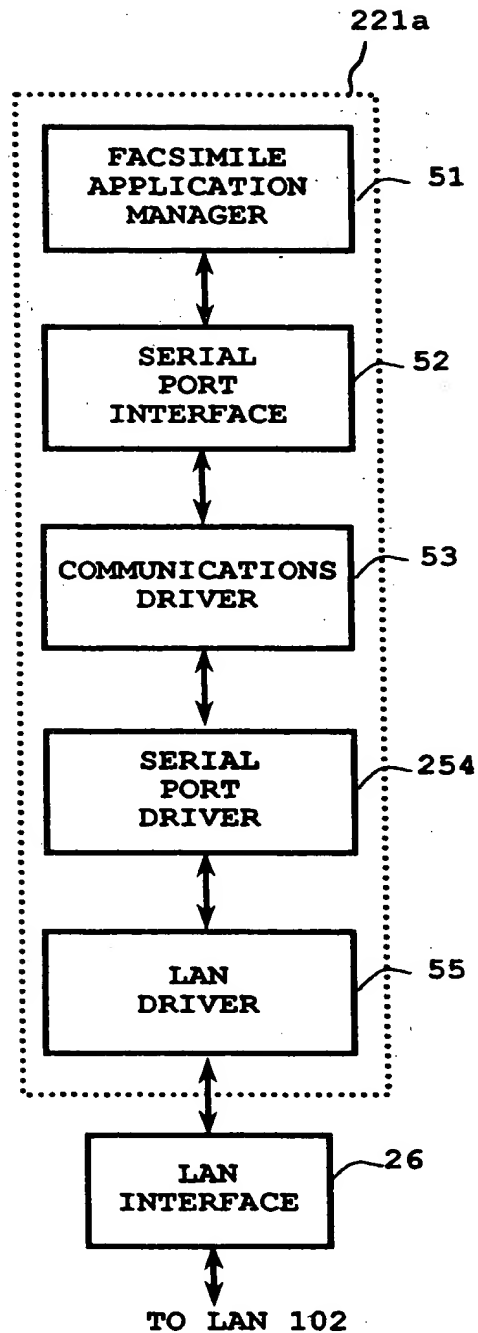 221a
FACSIMILE
APPLICATION
MANAGER
51
SERIAL
PORT
INTERFACE
52
COMMUNICATIONS
DRIVER
53
SERIAL
PORT
DRIVER
254
LAN
DRIVER
55
LAN
INTERFACE
26
TO LAN 102